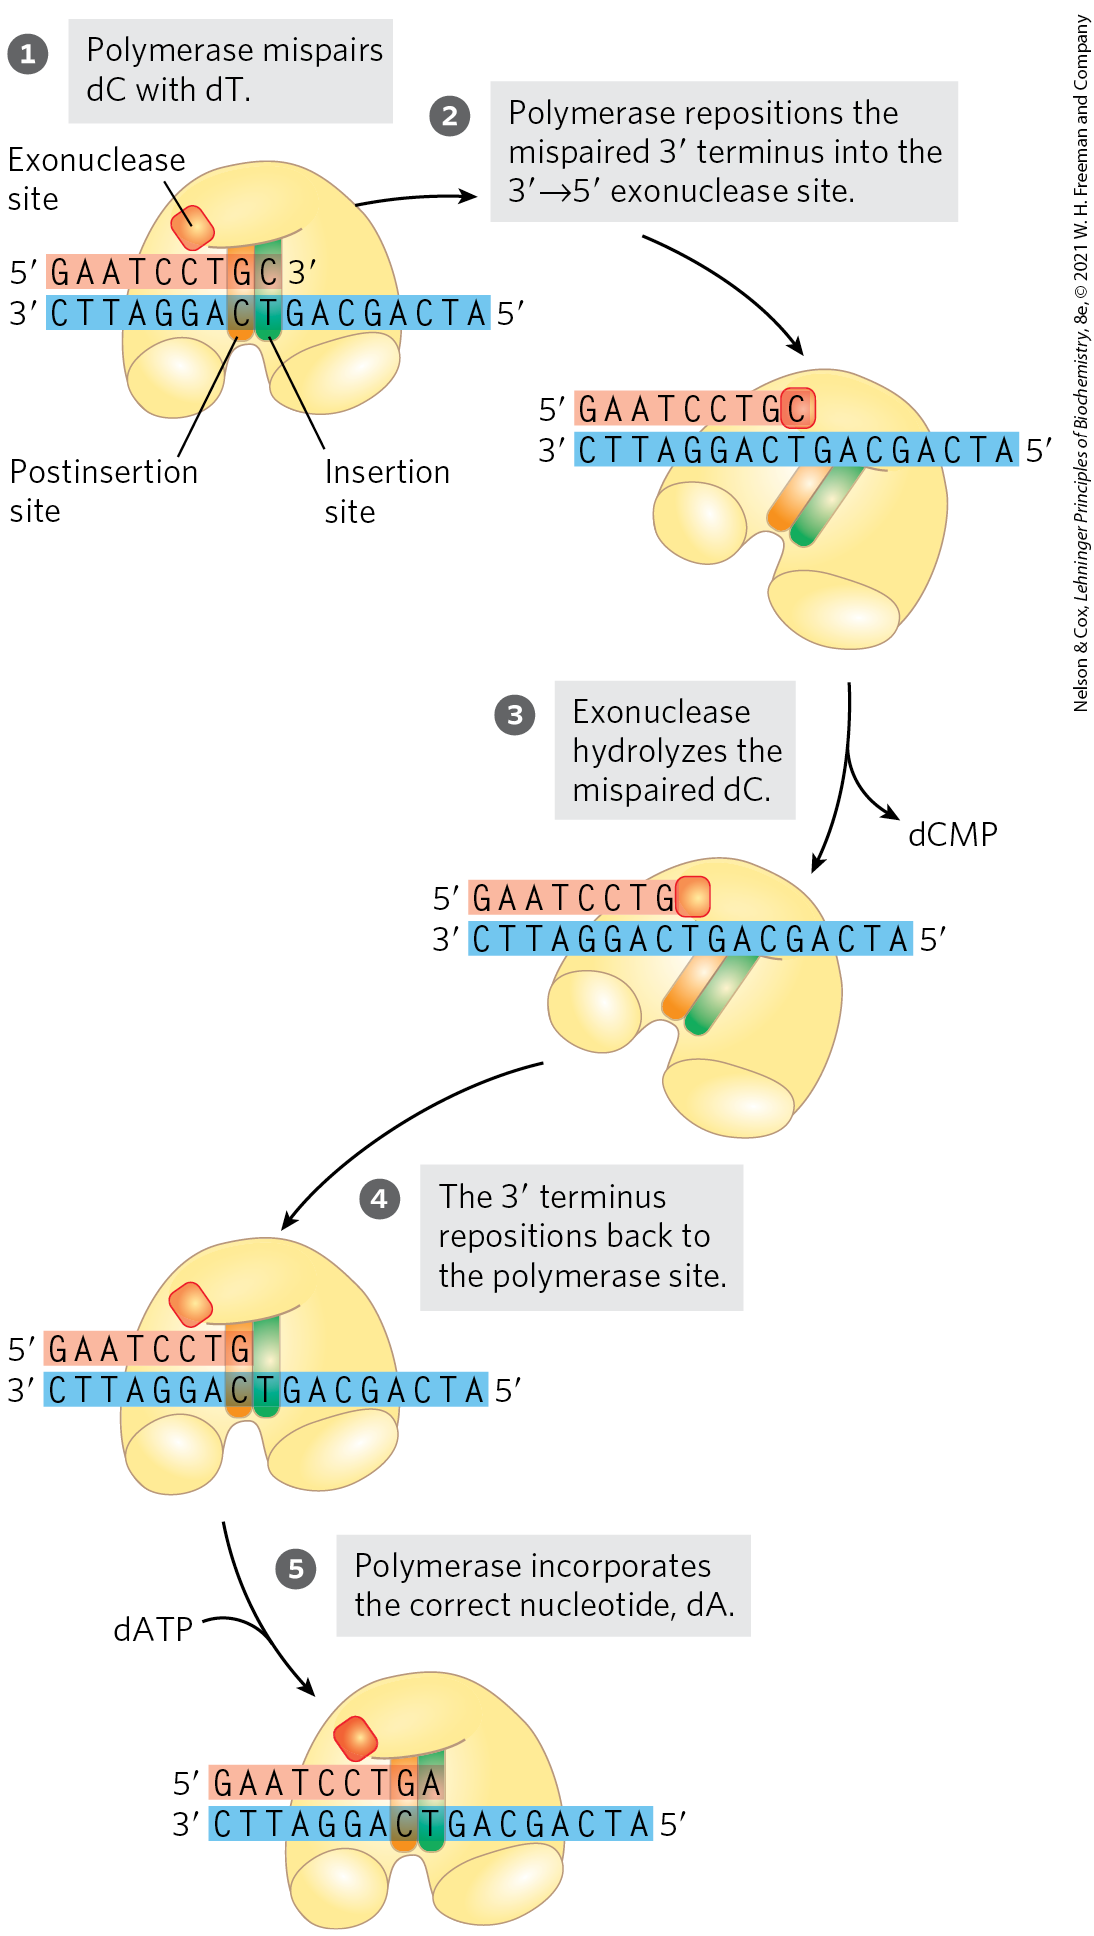 1
Polymerase mispairs
dC with dT.
2
Polymerase repositions the
mispaired 3′ terminus into the
3′→5′ exonuclease site.
Exonuclease
site
5′ GAATCCTGC 3′
3′ CTTAGGACTGACGACTA 5′
Postinsertion
site
Insertion
site
5′ GAATCCTGC
3′ CTTAGGACTGACGACTA 5′
3
Exonuclease
hydrolyzes the
mispaired dC.
dCMP
5′ GAATCCTG
3′ CTTAGGACTGACGACTA 5′
4
The 3′ terminus
repositions back to
the polymerase site.
5′ GAATCCTG
3′ CTTAGGACTGACGACTA 5′
5
Polymerase incorporates
the correct nucleotide, dA.
dATP
5′ GAATCCTGA
3′ CTTAGGACTGACGACTA 5′
Nelson & Cox, Lehninger Principles of Biochemistry, 8e, © 2021 W. H. Freeman and Company